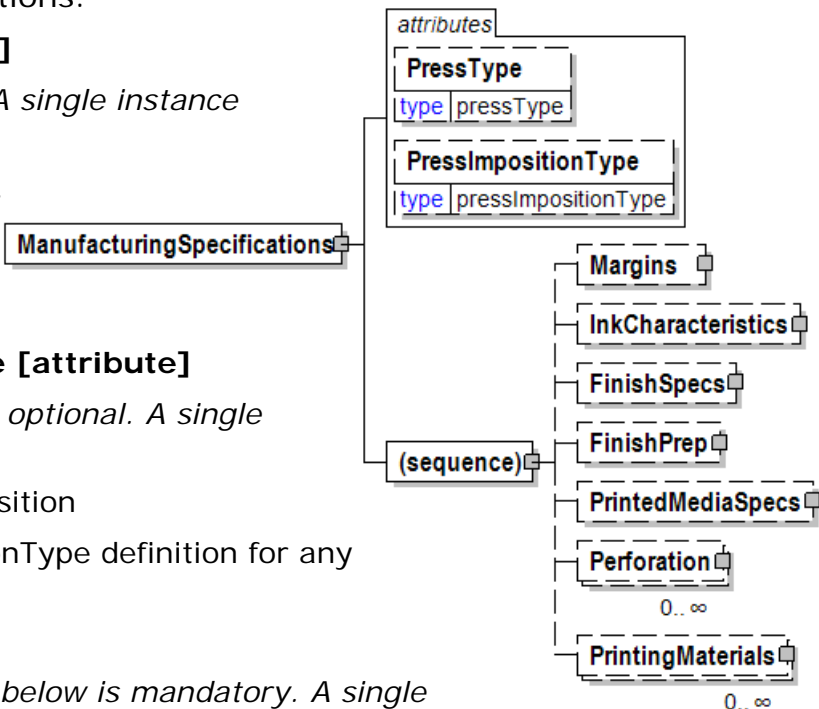 tions.
]
A single instance
e [attribute]
optional. A single
sition
nType definition for any
below is mandatory. A single
attributes
PressType
type pressType
PressImpositionType
type pressImpositionType
ManufacturingSpecifications
(sequence)
Margins
InkCharacteristics
FinishSpecs
FinishPrep
PrintedMediaSpecs
Perforation
0.. ∞
PrintingMaterials
0.. ∞